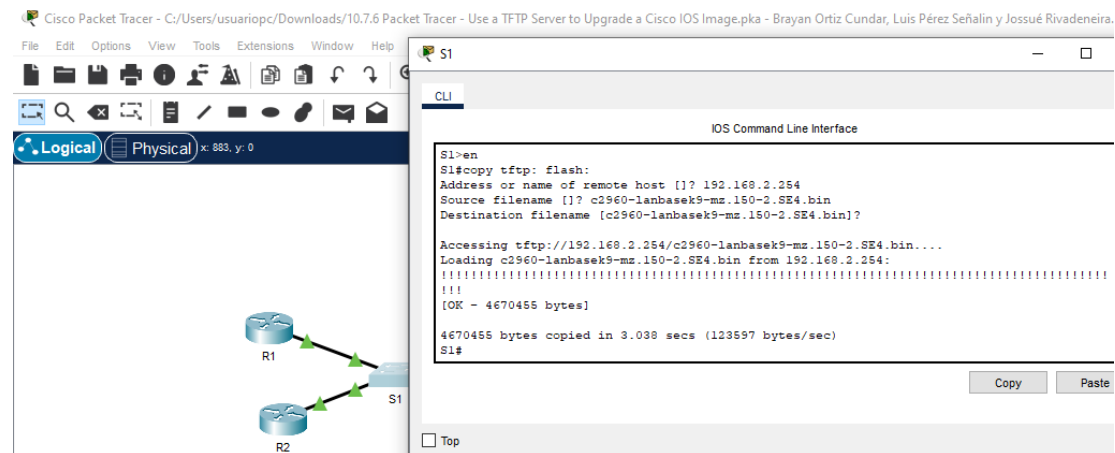 Cisco Packet Tracer - C:/Users/usuariopc/Downloads/10.7.6 Packet Tracer - Use a TFTP Server to Upgrade a Cisco IOS Image.pka - Brayan Ortiz Cundar, Luis Pérez Señalin y Jossué Rivadeneira.
File Edit Options View Tools Extensions Window Help
Logical Physical x: 883, y: 0
R1
S1
R2
S1
CLI
IOS Command Line Interface
S1>en
S1#copy tftp: flash:
Address or name of remote host []? 192.168.2.254
Source filename []? c2960-lanbasek9-mz.150-2.SE4.bin
Destination filename [c2960-lanbasek9-mz.150-2.SE4.bin]?
Accessing tftp://192.168.2.254/c2960-lanbasek9-mz.150-2.SE4.bin....
Loading c2960-lanbasek9-mz.150-2.SE4.bin from 192.168.2.254:
!!!!!!!!!!!!!!!!!!!!!!!!!!!!!!!!!!!!!!!!!!!!!!!!!!!!!!!!!!!!!!!!!!!!!!!!!!!!!!!!!!!!!!!!!
!!!
[OK - 4670455 bytes]
4670455 bytes copied in 3.038 secs (123597 bytes/sec)
S1#
Copy Paste
Top